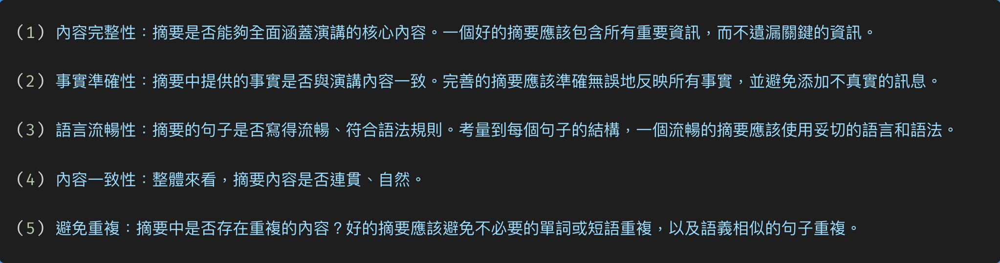 (1) 內容完整性：摘要是否能夠全面涵蓋演講的核心內容。一個好的摘要應該包含所有重要資訊，而不遺漏關鍵的資訊。
(2) 事實準確性：摘要中提供的事實是否與演講內容一致。完善的摘要應該準確無誤地反映所有事實，並避免添加不真實的訊息。
(3) 語言流暢性：摘要的句子是否寫得流暢、符合語法規則。考量到每個句子的結構，一個流暢的摘要應該使用妥切的語言和語法。
(4) 內容一致性：整體來看，摘要內容是否連貫、自然。
(5) 避免重複：摘要中是否存在重複的內容？好的摘要應該避免不必要的單詞或短語重複，以及語義相似的句子重複。